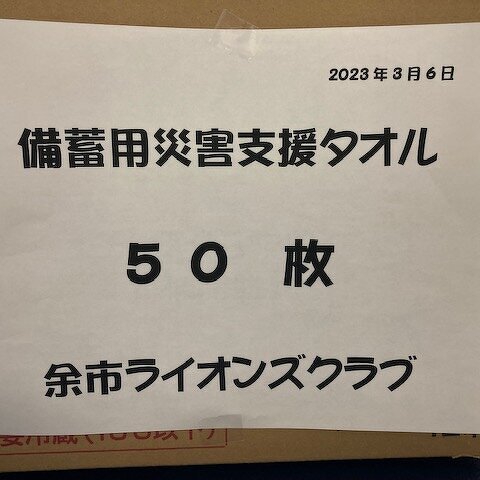 2023年3月6日
備蓄用災害支援タオル
50 枚
余市ライオンズクラブ